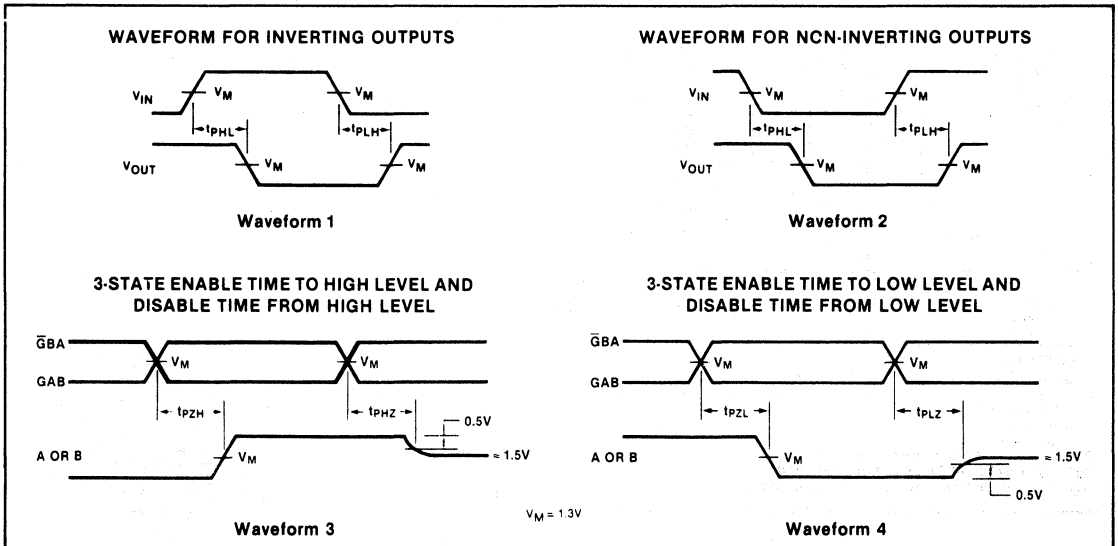 WAVEFORM FOR INVERTING OUTPUTS
VIN
VM
VM
tPHL
tPLH
VOUT
VM
VM
Waveform 1
WAVEFORM FOR NCN-INVERTING OUTPUTS
VIN
VM
VM
tPHL
tPLH
VOUT
VM
VM
Waveform 2
3-STATE ENABLE TIME TO HIGH LEVEL AND
DISABLE TIME FROM HIGH LEVEL
G̅BA
VM
VM
GAB
tPZH
tPHZ
0.5V
A OR B
VM
≈ 1.5V
Waveform 3
3-STATE ENABLE TIME TO LOW LEVEL AND
DISABLE TIME FROM LOW LEVEL
G̅BA
VM
VM
GAB
tPZL
tPLZ
A OR B
VM
≈ 1.5V
0.5V
Waveform 4
VM = 1.3V